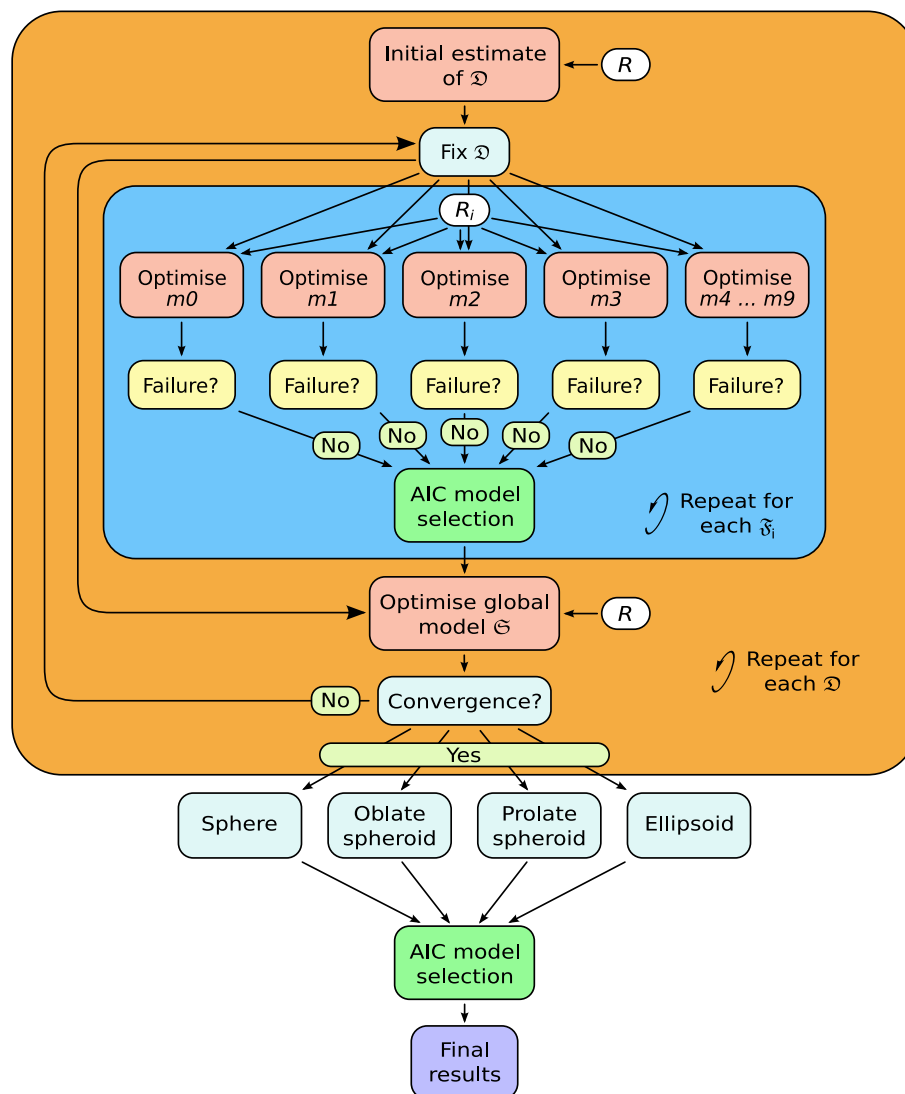 Initial estimate
of 𝔇
R
Fix 𝔇
Rᵢ
Optimise
m0
Optimise
m1
Optimise
m2
Optimise
m3
Optimise
m4 ... m9
Failure?
Failure?
Failure?
Failure?
Failure?
No
No
No
No
No
AIC model
selection
Repeat for
each 𝔉ᵢ
Optimise global
model 𝔖
R
Repeat for
each 𝔇
Convergence?
No
Yes
Sphere
Oblate
spheroid
Prolate
spheroid
Ellipsoid
AIC model
selection
Final
results